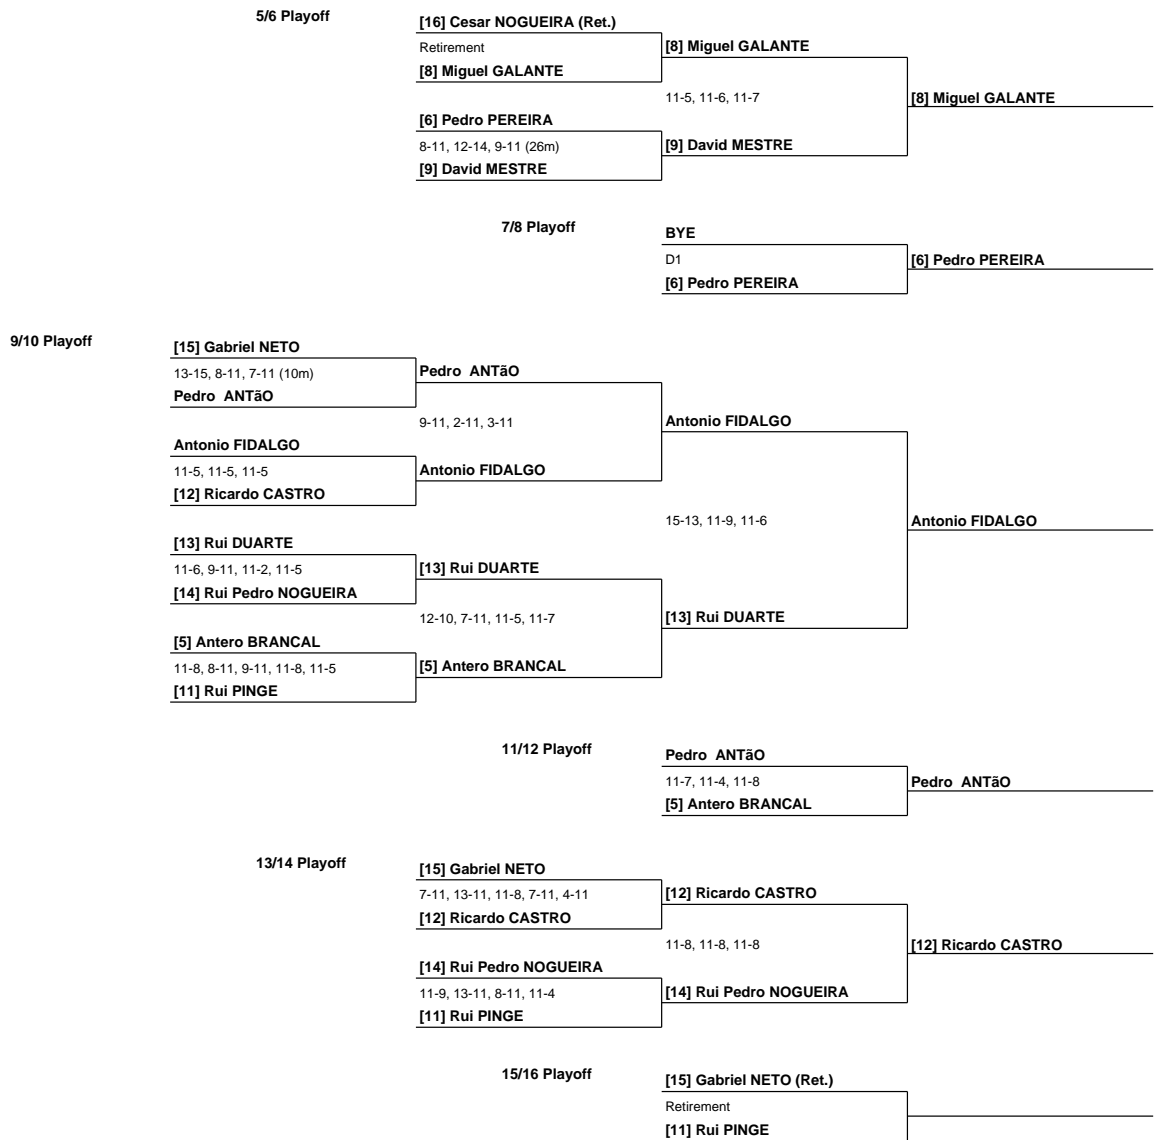 5/6 Playoff
[16] Cesar NOGUEIRA (Ret.)
Retirement
[8] Miguel GALANTE
[8] Miguel GALANTE
11-5, 11-6, 11-7
[8] Miguel GALANTE
[6] Pedro PEREIRA
8-11, 12-14, 9-11 (26m)
[9] David MESTRE
[9] David MESTRE
7/8 Playoff
BYE
D1
[6] Pedro PEREIRA
[6] Pedro PEREIRA
9/10 Playoff
[15] Gabriel NETO
13-15, 8-11, 7-11 (10m)
Pedro ANTãO
Pedro ANTãO
9-11, 2-11, 3-11
Antonio FIDALGO
Antonio FIDALGO
11-5, 11-5, 11-5
[12] Ricardo CASTRO
Antonio FIDALGO
15-13, 11-9, 11-6
Antonio FIDALGO
[13] Rui DUARTE
11-6, 9-11, 11-2, 11-5
[14] Rui Pedro NOGUEIRA
[13] Rui DUARTE
12-10, 7-11, 11-5, 11-7
[13] Rui DUARTE
[5] Antero BRANCAL
11-8, 8-11, 9-11, 11-8, 11-5
[11] Rui PINGE
[5] Antero BRANCAL
11/12 Playoff
Pedro ANTãO
11-7, 11-4, 11-8
[5] Antero BRANCAL
Pedro ANTãO
13/14 Playoff
[15] Gabriel NETO
7-11, 13-11, 11-8, 7-11, 4-11
[12] Ricardo CASTRO
[12] Ricardo CASTRO
11-8, 11-8, 11-8
[12] Ricardo CASTRO
[14] Rui Pedro NOGUEIRA
11-9, 13-11, 8-11, 11-4
[11] Rui PINGE
[14] Rui Pedro NOGUEIRA
15/16 Playoff
[15] Gabriel NETO (Ret.)
Retirement
[11] Rui PINGE